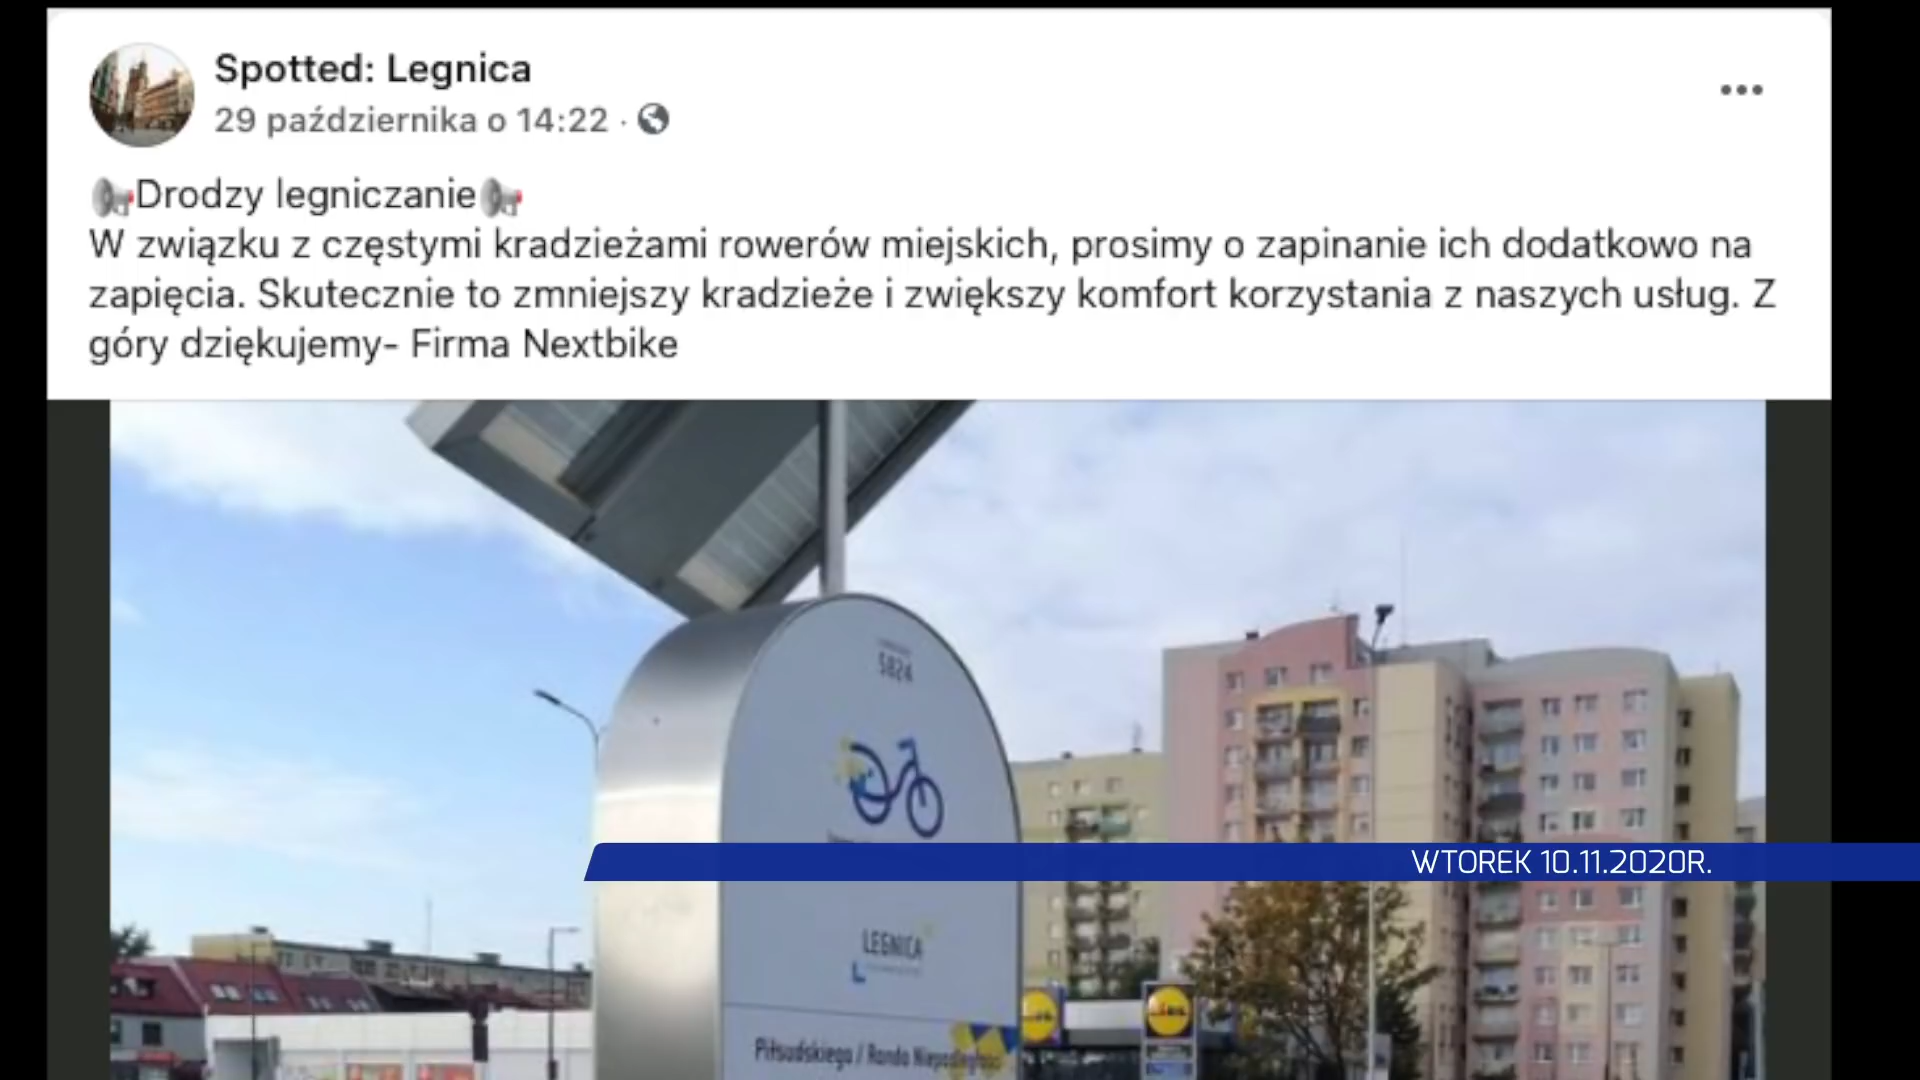 Spotted: Legnica
29 października o 14:22 ·
Drodzy legniczanie
W związku z częstymi kradzieżami rowerów miejskich, prosimy o zapinanie ich dodatkowo na
zapięcia. Skutecznie to zmniejszy kradzieże i zwiększy komfort korzystania z naszych usług. Z
góry dziękujemy- Firma Nextbike
5824
WTOREK 10.11.2020R.
LEGNICA
Piłsudskiego / Rondo Niepodległości